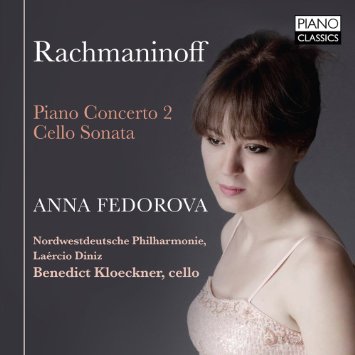 PIANO
CLASSICS
Rachmaninoff
Piano Concerto 2
Cello Sonata
ANNA FEDOROVA
Nordwestdeutsche Philharmonie,
Laércio Diniz
Benedict Kloeckner, cello